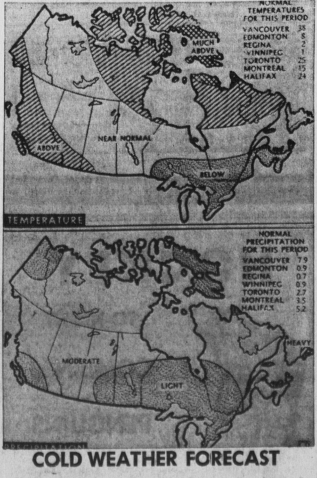 NORMAL
TEMPERATURES
FOR THIS PERIOD
VANCOUVER 38
EDMONTON 8
REGINA 2
WINNIPEG 1
TORONTO 25
MONTREAL 15
HALIFAX 24
MUCH
ABOVE
NEAR NORMAL
ABOVE
BELOW
TEMPERATURE
NORMAL
PRECIPITATION
FOR THIS PERIOD
VANCOUVER 7.9
EDMONTON 0.9
REGINA 0.7
WINNIPEG 0.9
TORONTO 2.7
MONTREAL 3.5
HALIFAX 5.2
HEAVY
MODERATE
LIGHT
PRECIPITATION
COLD WEATHER FORECAST